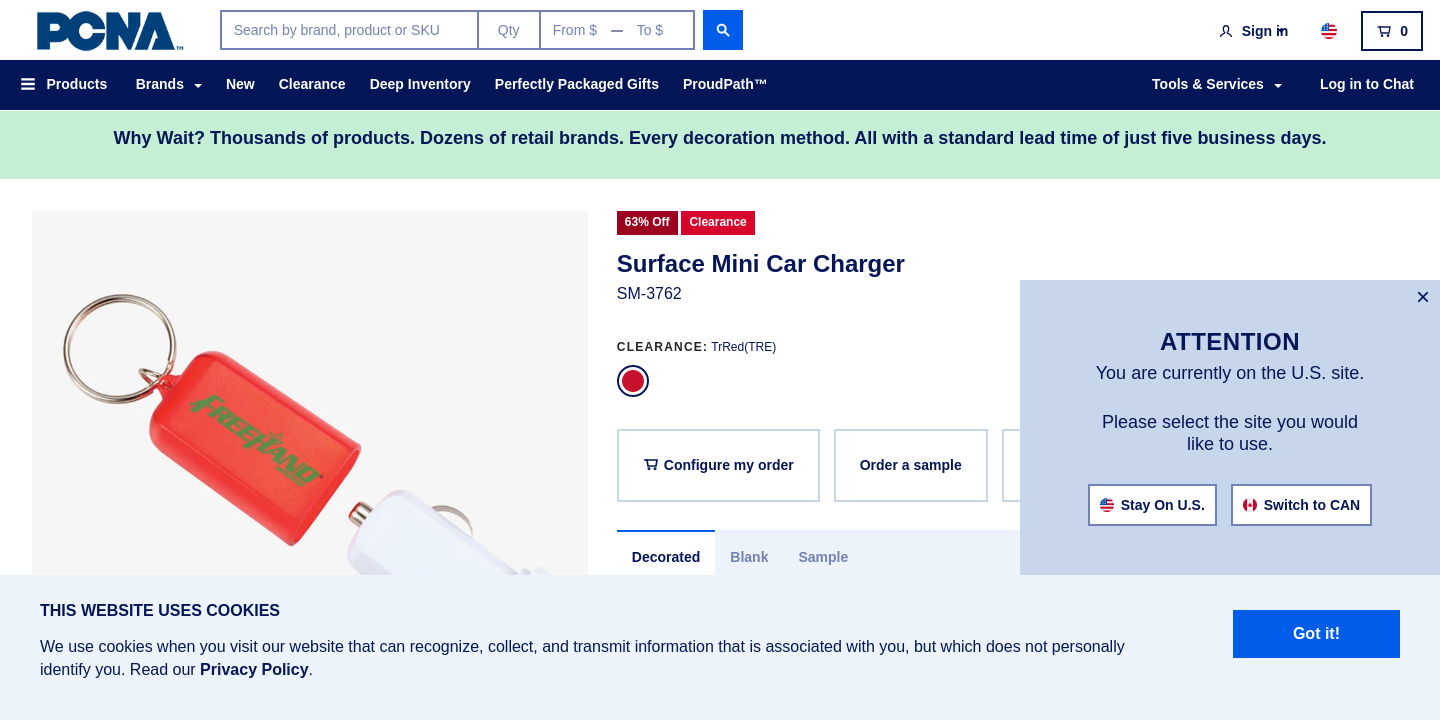 PCNA™
Search by brand, product or SKU
Qty
From $ — To $
Sign in
0
Products
Brands
New
Clearance
Deep Inventory
Perfectly Packaged Gifts
ProudPath™
Tools & Services
Log in to Chat
Why Wait? Thousands of products. Dozens of retail brands. Every decoration method. All with a standard lead time of just five business days.
63% Off
Clearance
Surface Mini Car Charger
SM-3762
CLEARANCE: TrRed(TRE)
FREEHAND
Configure my order
Order a sample
Decorated
Blank
Sample
×
ATTENTION
You are currently on the U.S. site.
Please select the site you would
like to use.
Stay On U.S.
Switch to CAN
THIS WEBSITE USES COOKIES
We use cookies when you visit our website that can recognize, collect, and transmit information that is associated with you, but which does not personally
identify you. Read our Privacy Policy.
Got it!